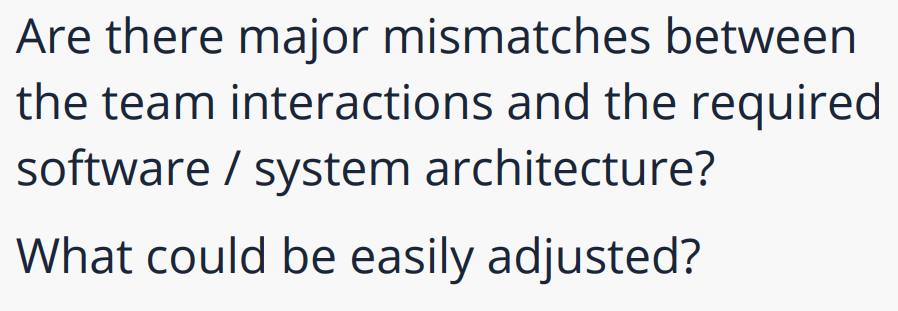 Are there major mismatches between
the team interactions and the required
software / system architecture?
What could be easily adjusted?